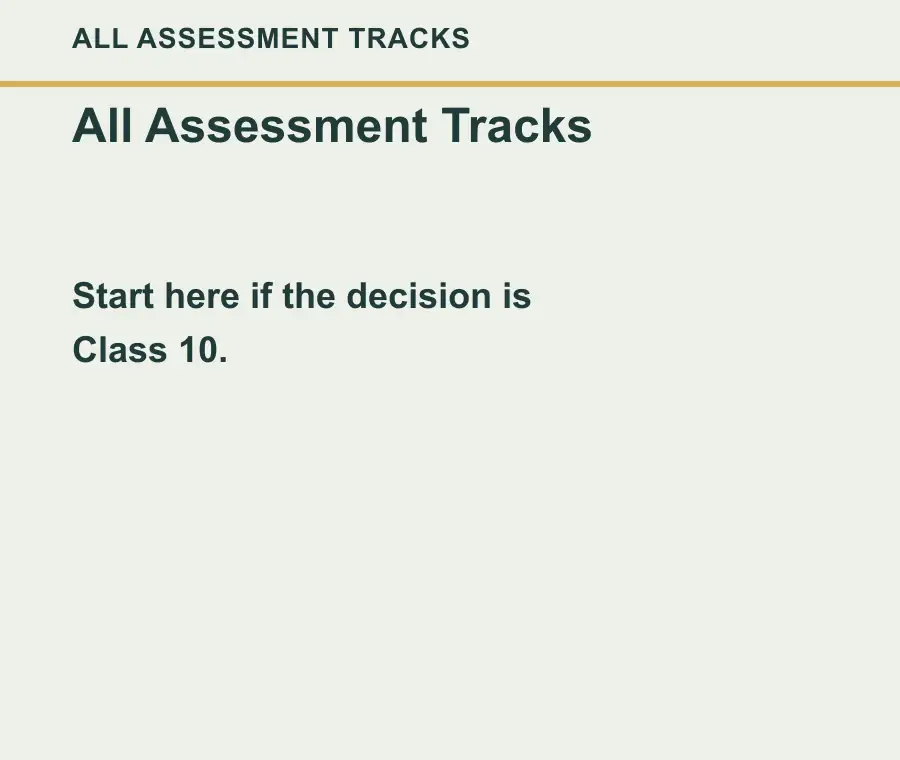 ALL ASSESSMENT TRACKS
All Assessment Tracks
Start here if the decision is
Class 10.